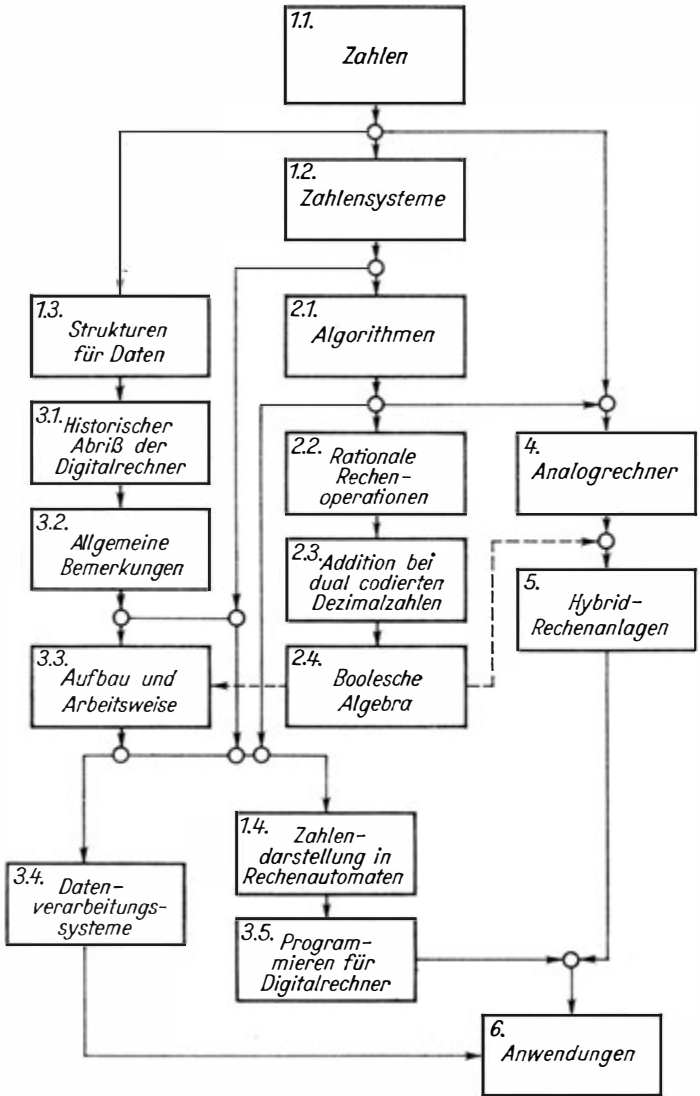 1.1.
Zahlen
1.2.
Zahlensysteme
1.3.
Strukturen
für Daten
2.1.
Algorithmen
3.1. Historischer
Abriß der
Digitalrechner
2.2. Rationale
Rechen-
operationen
4.
Analogrechner
3.2.
Allgemeine
Bemerkungen
2.3. Addition bei
dual codierten
Dezimalzahlen
5.
Hybrid-
Rechenanlagen
3.3.
Aufbau und
Arbeitsweise
2.4.
Boolesche
Algebra
1.4. Zahlen-
darstellung in
Rechenautomaten
3.4. Daten-
verarbeitungs-
systeme
3.5. Program-
mieren für
Digitalrechner
6.
Anwendungen